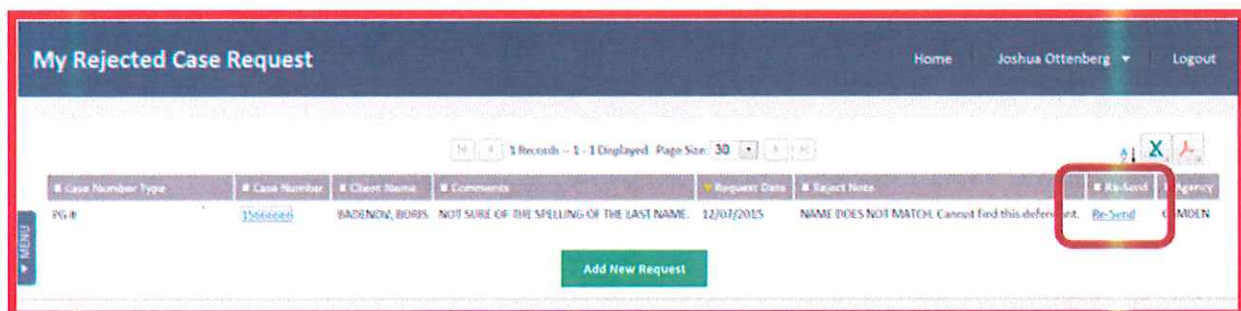 My Rejected Case Request
Home Joshua Ottenberg Logout
1 Records -- 1 - 1 Displayed Page Size: 30
Case Number Type Case Number Client Name Comments Request Date Reject Note Re-Send Agency
PG # 15666666 BADENOV, BORIS NOT SURE OF THE SPELLING OF THE LAST NAME. 12/07/2015 NAME DOES NOT MATCH. Cannot find this defendant. Re-Send CAMDEN
MENU
Add New Request